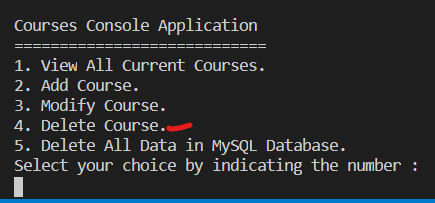 Courses Console Application
===========================
1. View All Current Courses.
2. Add Course.
3. Modify Course.
4. Delete Course.
5. Delete All Data in MySQL Database.
Select your choice by indicating the number :